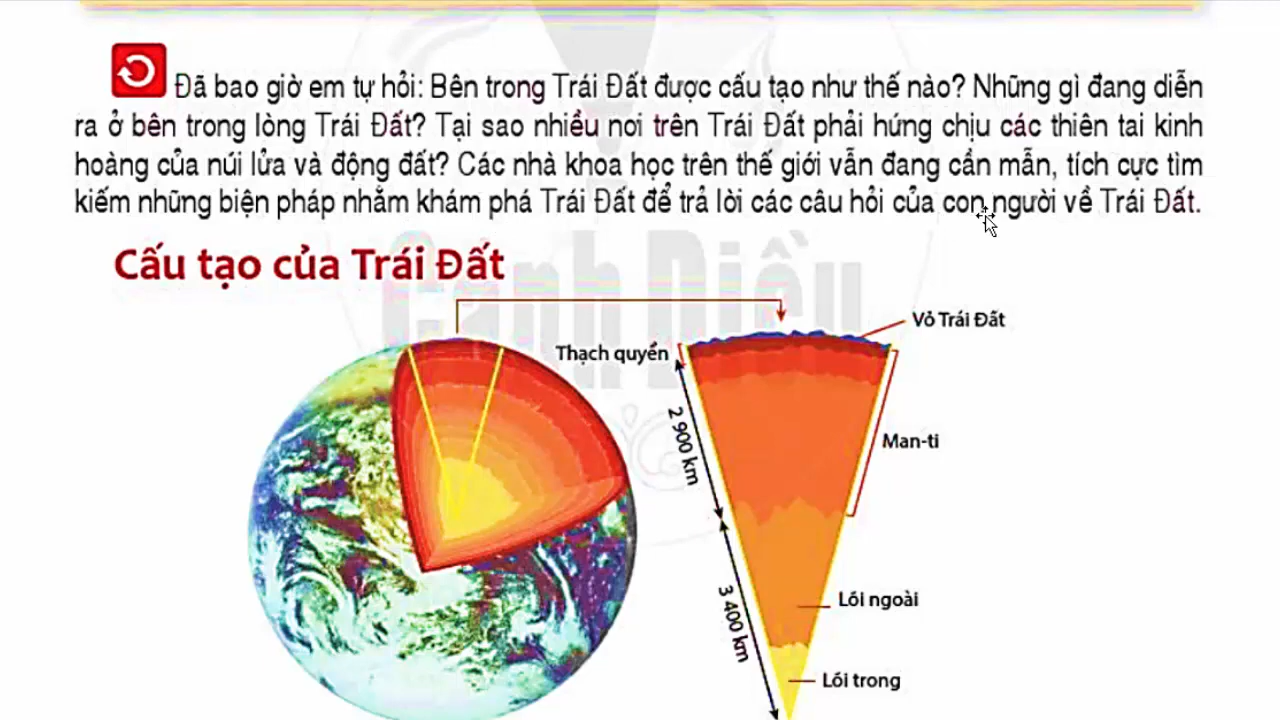 Đã bao giờ em tự hỏi: Bên trong Trái Đất được cấu tạo như thế nào? Những gì đang diễn
ra ở bên trong lòng Trái Đất? Tại sao nhiều nơi trên Trái Đất phải hứng chịu các thiên tai kinh
hoàng của núi lửa và động đất? Các nhà khoa học trên thế giới vẫn đang cần mẫn, tích cực tìm
kiếm những biện pháp nhằm khám phá Trái Đất để trả lời các câu hỏi của con người về Trái Đất.
Cấu tạo của Trái Đất
Cánh Diều
Vỏ Trái Đất
Thạch quyển
2 900 km
Man-ti
3 400 km
Lõi ngoài
Lõi trong